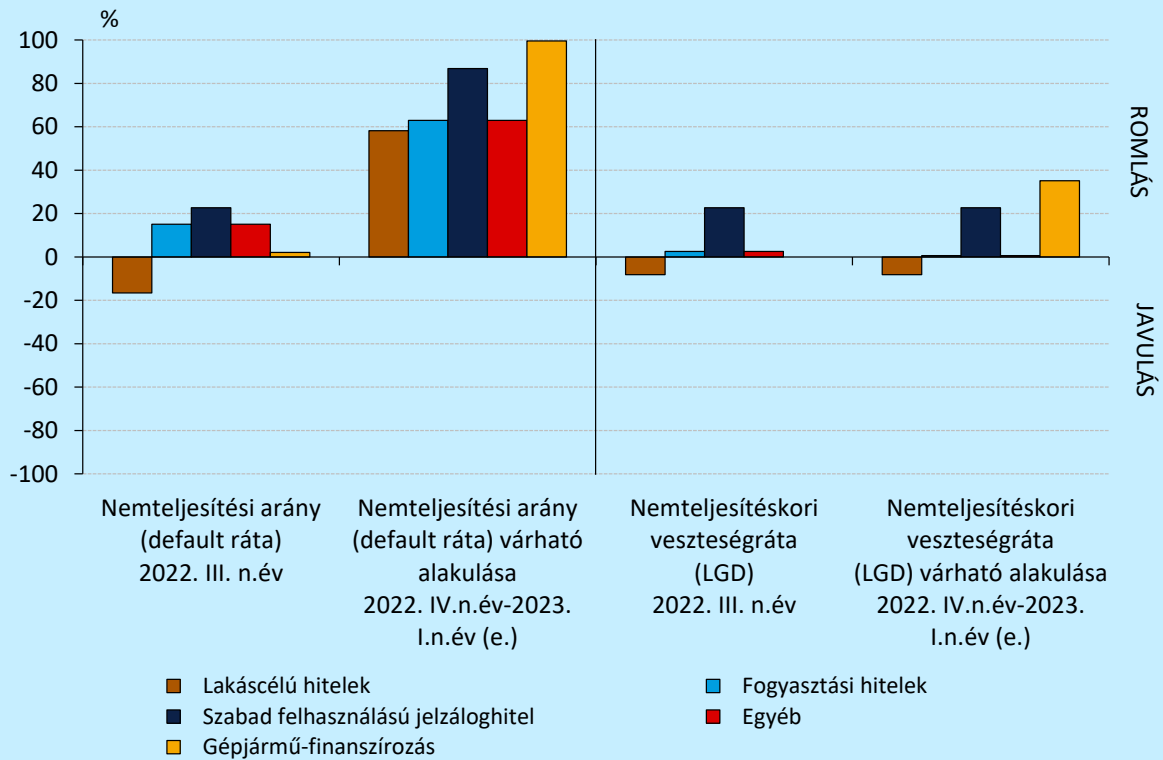 %
100
80
60
40
20
0
-20
-40
-60
-80
-100
ROMLÁS
JAVULÁS
Nemteljesítési arány
(default ráta)
2022. III. n.év
Nemteljesítési arány
(default ráta) várható
alakulása
2022. IV.n.év-2023.
I.n.év (e.)
Nemteljesítéskori
veszteségráta
(LGD)
2022. III. n.év
Nemteljesítéskori
veszteségráta
(LGD) várható alakulása
2022. IV.n.év-2023.
I.n.év (e.)
Lakáscélú hitelek
Fogyasztási hitelek
Szabad felhasználású jelzáloghitel
Egyéb
Gépjármű-finanszírozás